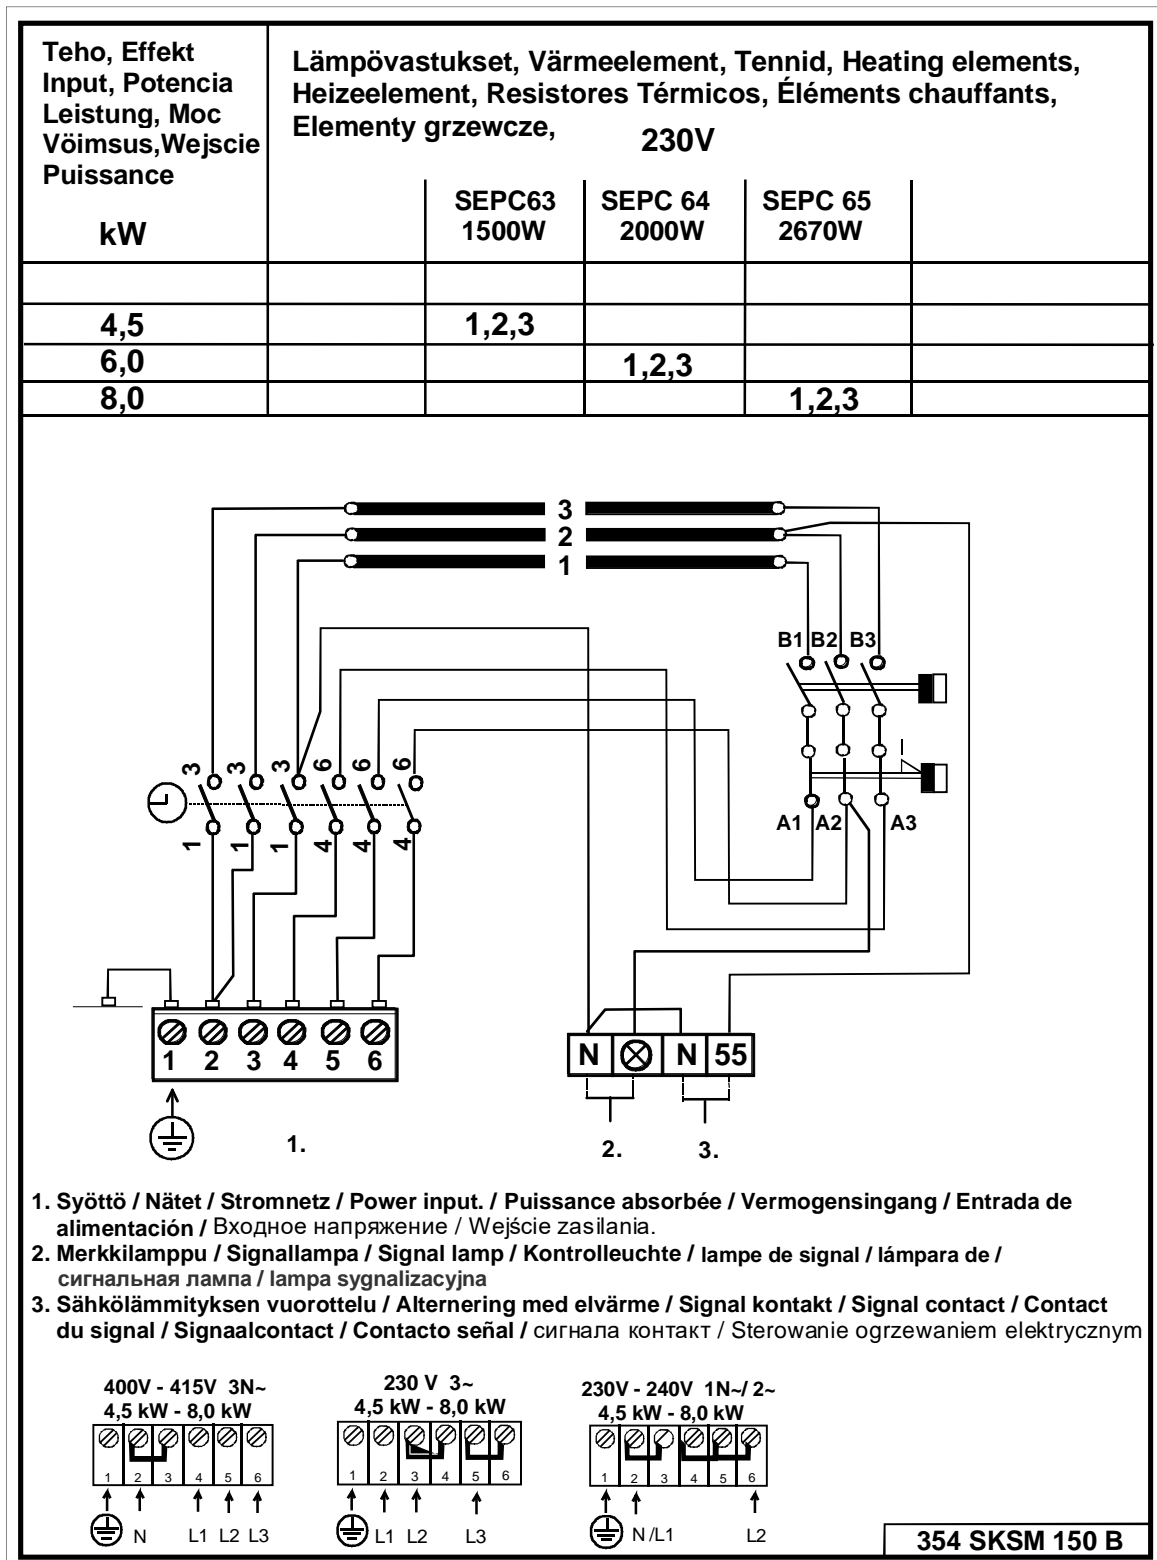 Teho, Effekt
Input, Potencia
Leistung, Moc
Vöimsus,Wejscie
Puissance
kW
Lämpövastukset, Värmeelement, Tennid, Heating elements,
Heizeelement, Resistores Térmicos, Éléments chauffants,
Elementy grzewcze, 230V
SEPC63 SEPC 64 SEPC 65
1500W 2000W 2670W
4,5 1,2,3
6,0 1,2,3
8,0 1,2,3
3
2
1
B1 B2 B3
3 3 3 6 6 6
A1 A2 A3
1 1 1 4 4 4
1 2 3 4 5 6
N N 55
1. 2. 3.
1. Syöttö / Nätet / Stromnetz / Power input. / Puissance absorbée / Vermogensingang / Entrada de
alimentación / Входное напряжение / Wejście zasilania.
2. Merkkilamppu / Signallampa / Signal lamp / Kontrolleuchte / lampe de signal / lámpara de /
сигнальная лампа / lampa sygnalizacyjna
3. Sähkölämmityksen vuorottelu / Alternering med elvärme / Signal kontakt / Signal contact / Contact
du signal / Signaalcontact / Contacto señal / сигнала контакт / Sterowanie ogrzewaniem elektrycznym
400V - 415V 3N~
4,5 kW - 8,0 kW
1 2 3 4 5 6
N L1 L2 L3
230 V 3~
4,5 kW - 8,0 kW
1 2 3 4 5 6
L1 L2 L3
230V - 240V 1N~/ 2~
4,5 kW - 8,0 kW
1 2 3 4 5 6
N /L1 L2
354 SKSM 150 B